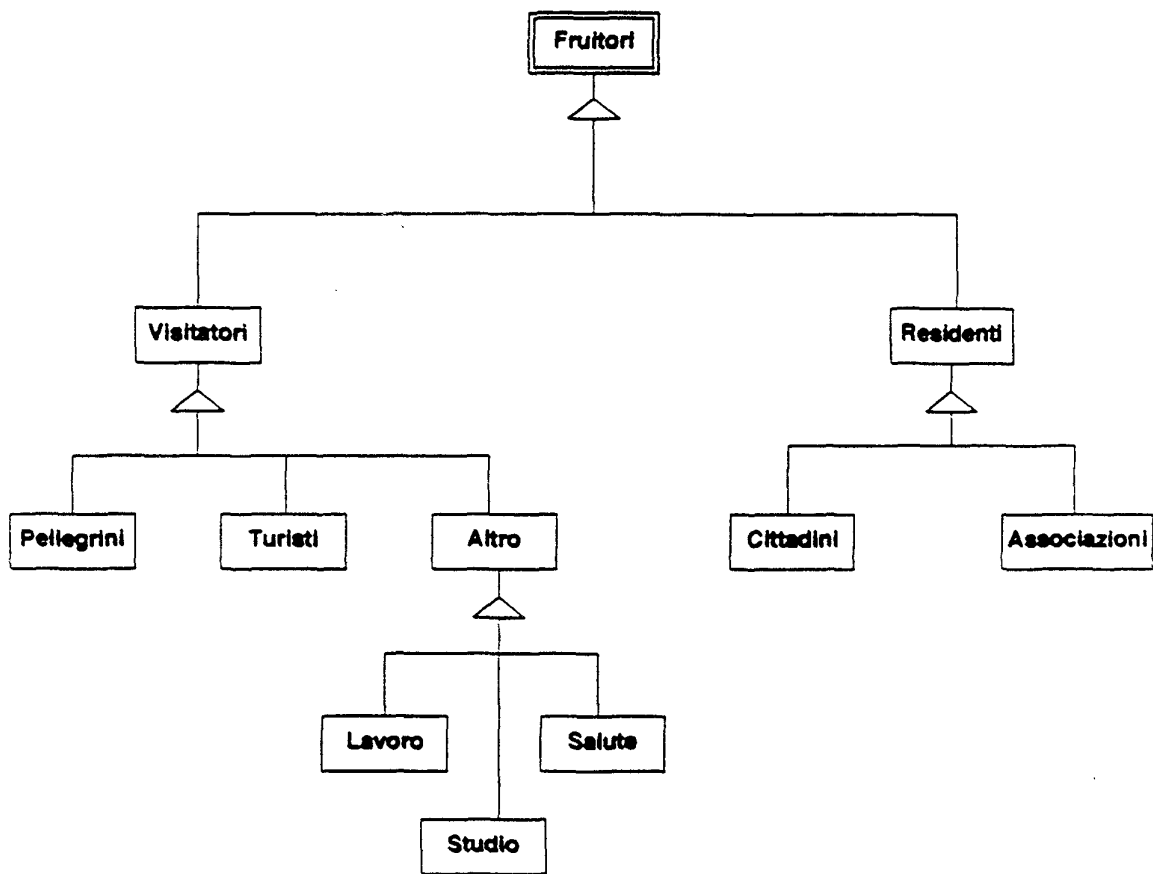 Fruitori
Visitatori
Residenti
Pellegrini
Turisti
Altro
Cittadini
Associazioni
Lavoro
Salute
Studio